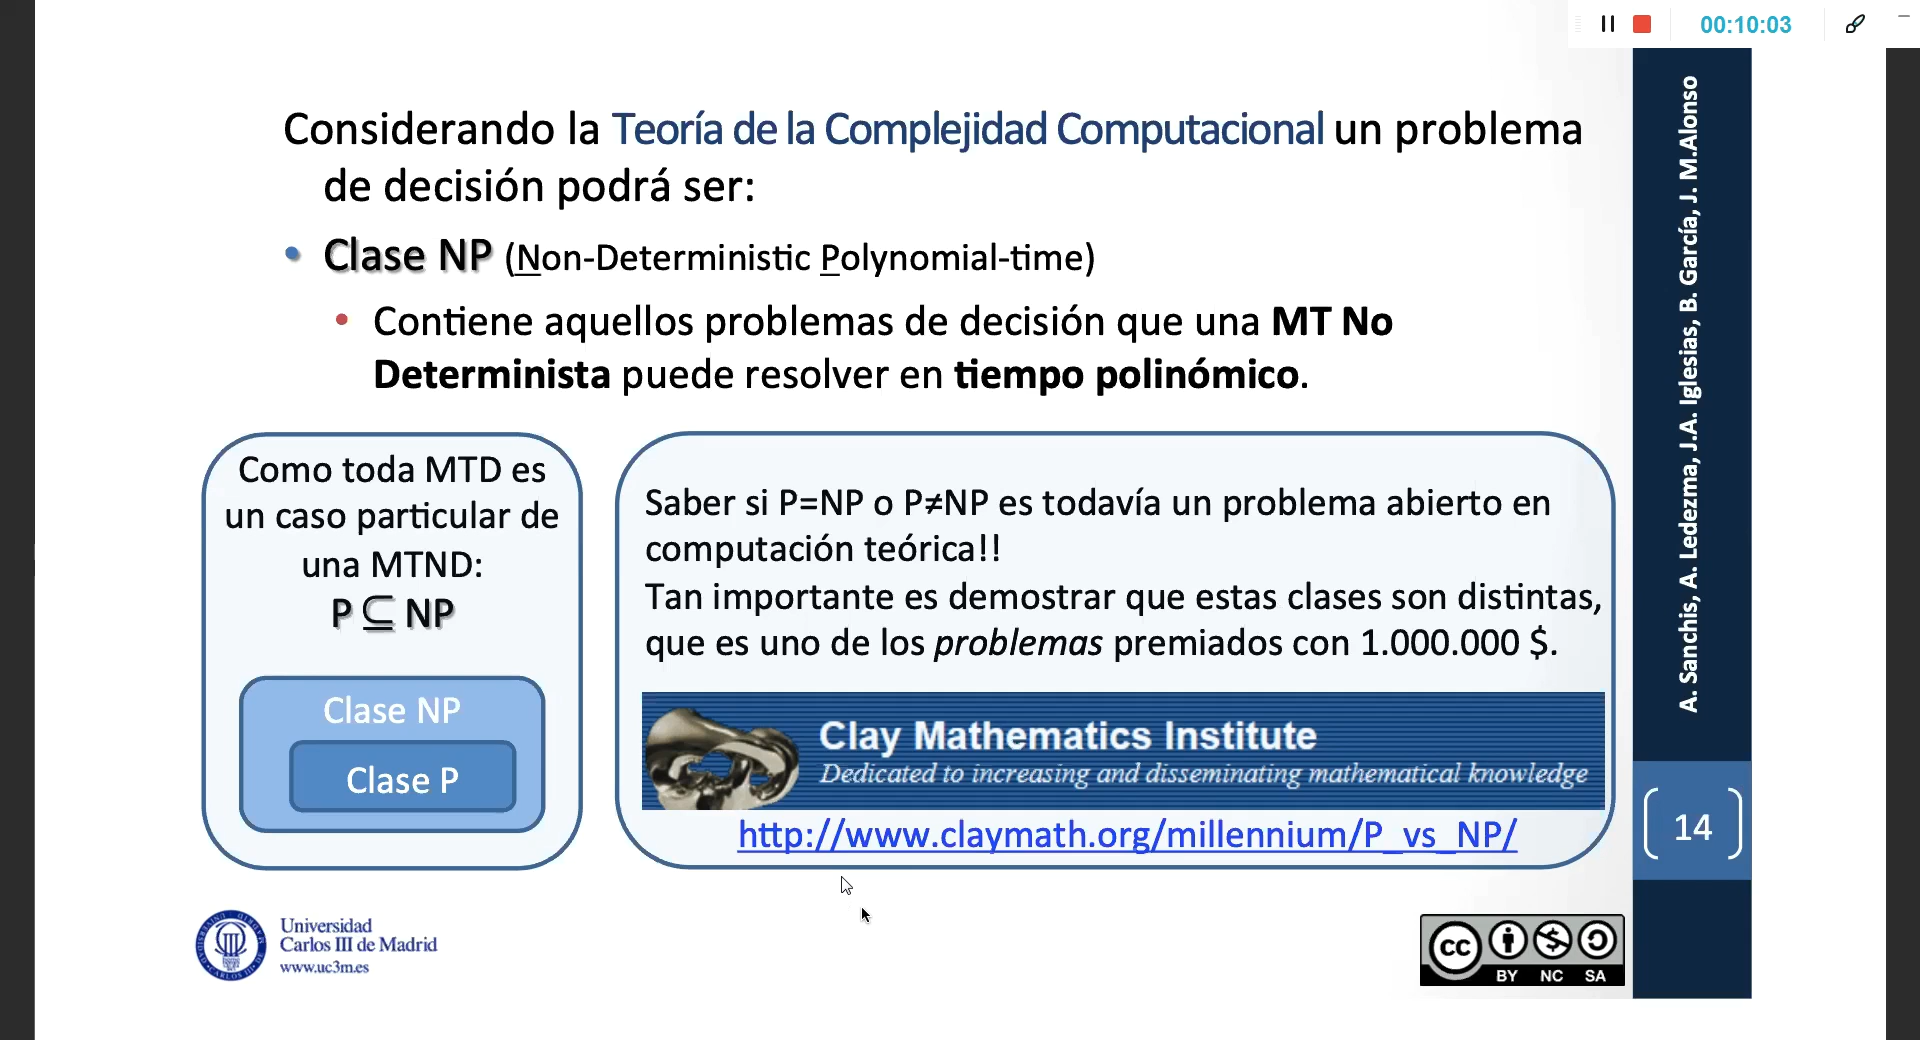 00:10:03
Considerando la Teoría de la Complejidad Computacional un problema
de decisión podrá ser:
• Clase NP (Non-Deterministic Polynomial-time)
• Contiene aquellos problemas de decisión que una MT No
Determinista puede resolver en tiempo polinómico.
Como toda MTD es
un caso particular de
una MTND:
P ⊆ NP
Clase NP
Clase P
Saber si P=NP o P≠NP es todavía un problema abierto en
computación teórica!!
Tan importante es demostrar que estas clases son distintas,
que es uno de los problemas premiados con 1.000.000 $.
Clay Mathematics Institute
Dedicated to increasing and disseminating mathematical knowledge
http://www.claymath.org/millennium/P_vs_NP/
A. Sanchis, A. Ledezma, J.A. Iglesias, B. García, J. M.Alonso
14
Universidad
Carlos III de Madrid
www.uc3m.es
cc
BY NC SA